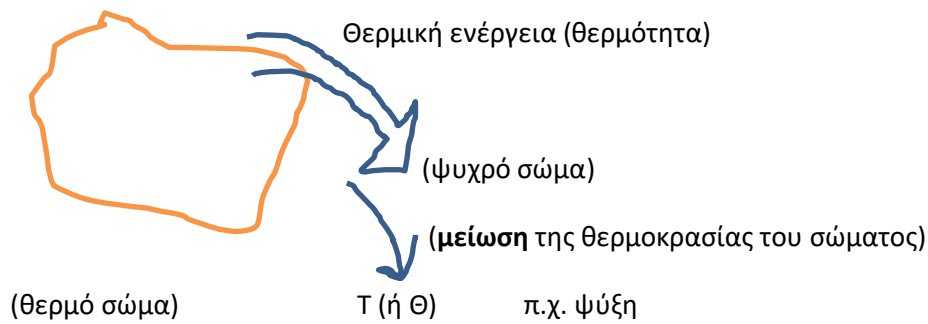 Θερμική ενέργεια (θερμότητα)
(ψυχρό σώμα)
(μείωση της θερμοκρασίας του σώματος)
(θερμό σώμα) Τ (ή Θ) π.χ. ψύξη